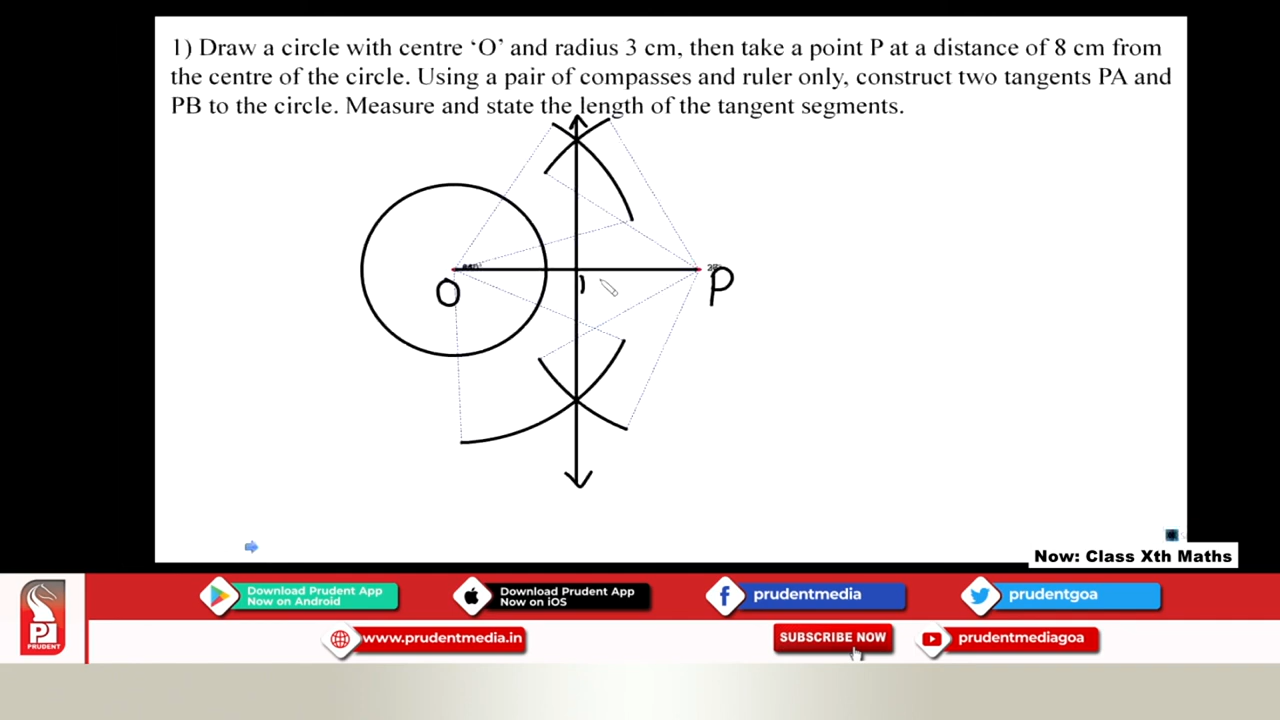 1) Draw a circle with centre ‘O’ and radius 3 cm, then take a point P at a distance of 8 cm from
the centre of the circle. Using a pair of compasses and ruler only, construct two tangents PA and
PB to the circle. Measure and state the length of the tangent segments.
O
P
Now: Class Xth Maths
Download Prudent App
Now on Android
Download Prudent App
Now on iOS
prudentmedia
prudentgoa
PRUDENT
www.prudentmedia.in
SUBSCRIBE NOW
prudentmediagoa